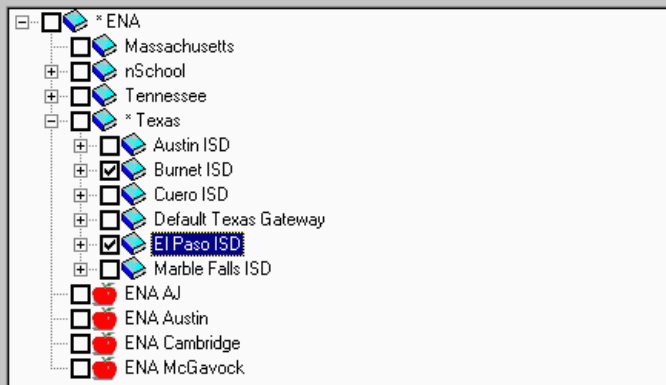 * ENA
Massachusetts
nSchool
Tennessee
* Texas
Austin ISD
Burnet ISD
Cuero ISD
Default Texas Gateway
El Paso ISD
Marble Falls ISD
ENA AJ
ENA Austin
ENA Cambridge
ENA McGavock